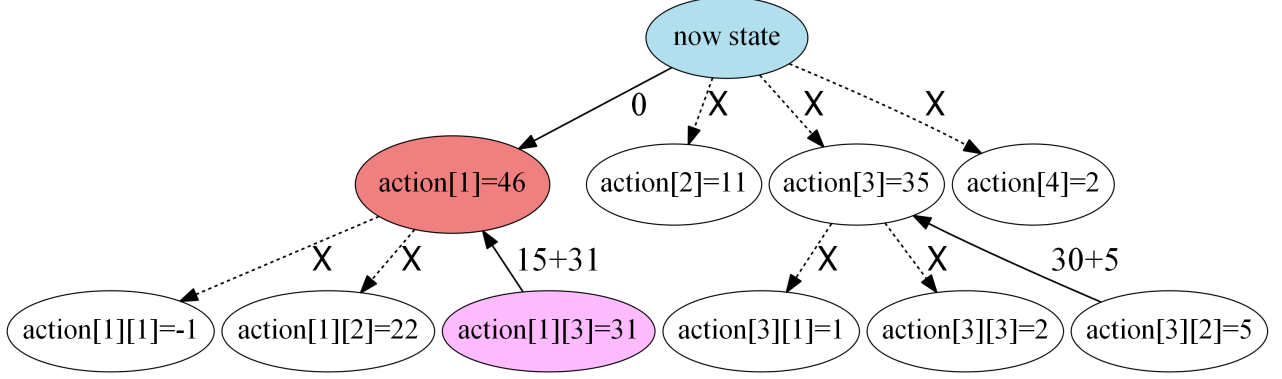 now state
0
X
X
X
action[1]=46
action[2]=11
action[3]=35
action[4]=2
X
X
15+31
X
X
30+5
action[1][1]=-1
action[1][2]=22
action[1][3]=31
action[3][1]=1
action[3][3]=2
action[3][2]=5